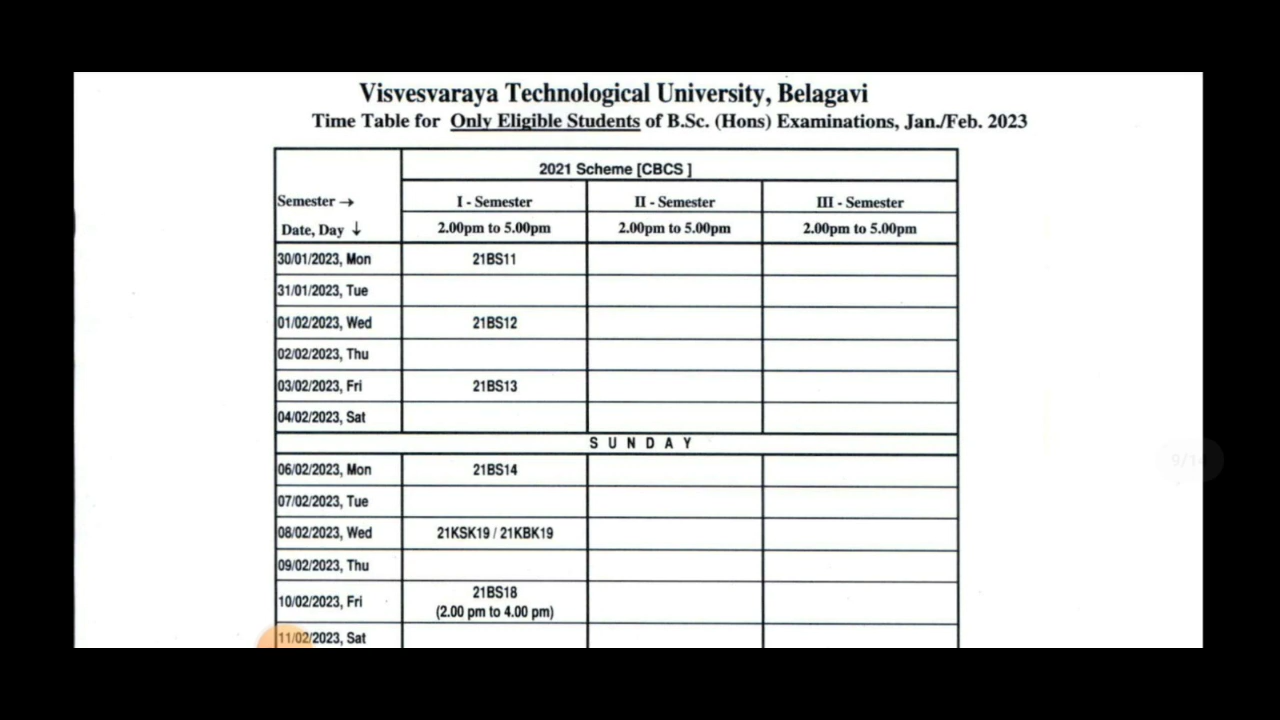 Visvesvaraya Technological University, Belagavi
Time Table for Only Eligible Students of B.Sc. (Hons) Examinations, Jan./Feb. 2023
2021 Scheme [CBCS ]
Semester → I - Semester II - Semester III - Semester
Date, Day ↓ 2.00pm to 5.00pm 2.00pm to 5.00pm 2.00pm to 5.00pm
30/01/2023, Mon 21BS11
31/01/2023, Tue
01/02/2023, Wed 21BS12
02/02/2023, Thu
03/02/2023, Fri 21BS13
04/02/2023, Sat
S U N D A Y
06/02/2023, Mon 21BS14
07/02/2023, Tue
08/02/2023, Wed 21KSK19 / 21KBK19
09/02/2023, Thu
10/02/2023, Fri 21BS18
(2.00 pm to 4.00 pm)
11/02/2023, Sat
9/14